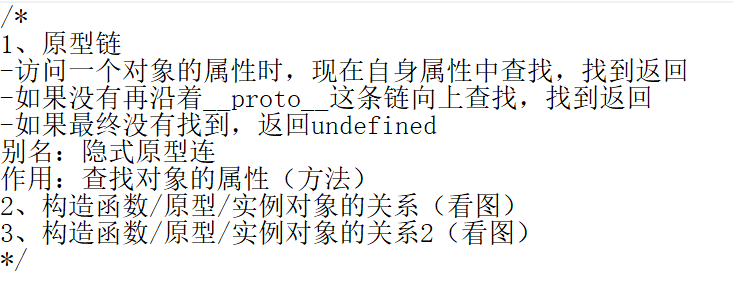 /*
1、原型链
-访问一个对象的属性时，现在自身属性中查找，找到返回
-如果没有再沿着__proto__这条链向上查找，找到返回
-如果最终没有找到，返回undefined
别名：隐式原型连
作用：查找对象的属性（方法）
2、构造函数/原型/实例对象的关系（看图）
3、构造函数/原型/实例对象的关系2（看图）
*/